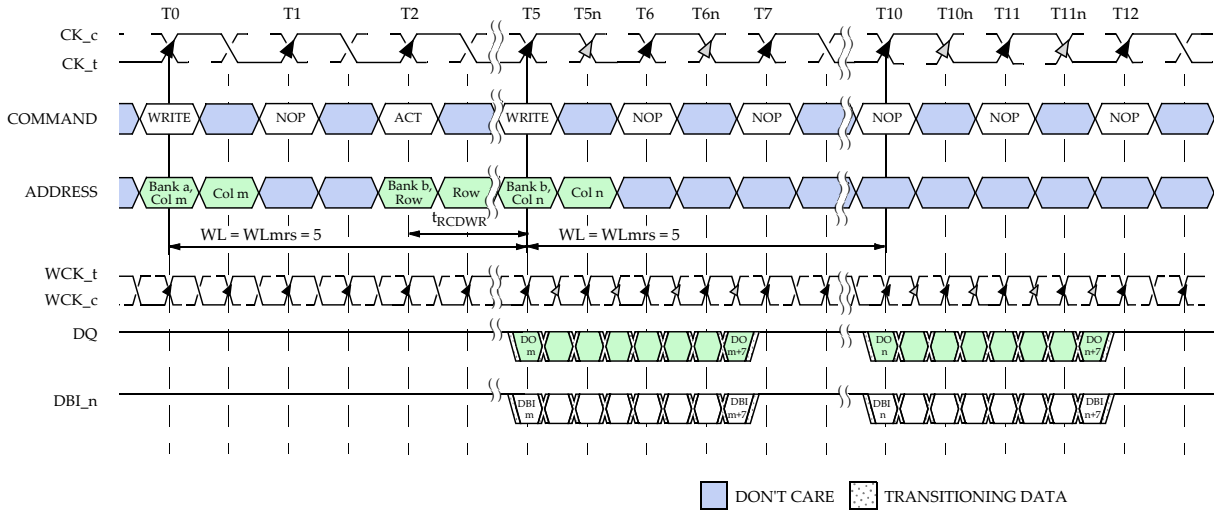 T0 T1 T2 T5 T5n T6 T6n T7 T10 T10n T11 T11n T12
CK_c
CK_t
COMMAND WRITE NOP ACT WRITE NOP NOP NOP NOP NOP
ADDRESS Bank a, Col m Col m Bank b, Row Row Bank b, Col n Col n
tRCDWR
WL = WLmrs = 5 WL = WLmrs = 5
WCK_t
WCK_c
DQ DO m DO m+7 DO n DO n+7
DBI_n DBI m DBI m+7 DBI n DBI n+7
DON'T CARE TRANSITIONING DATA